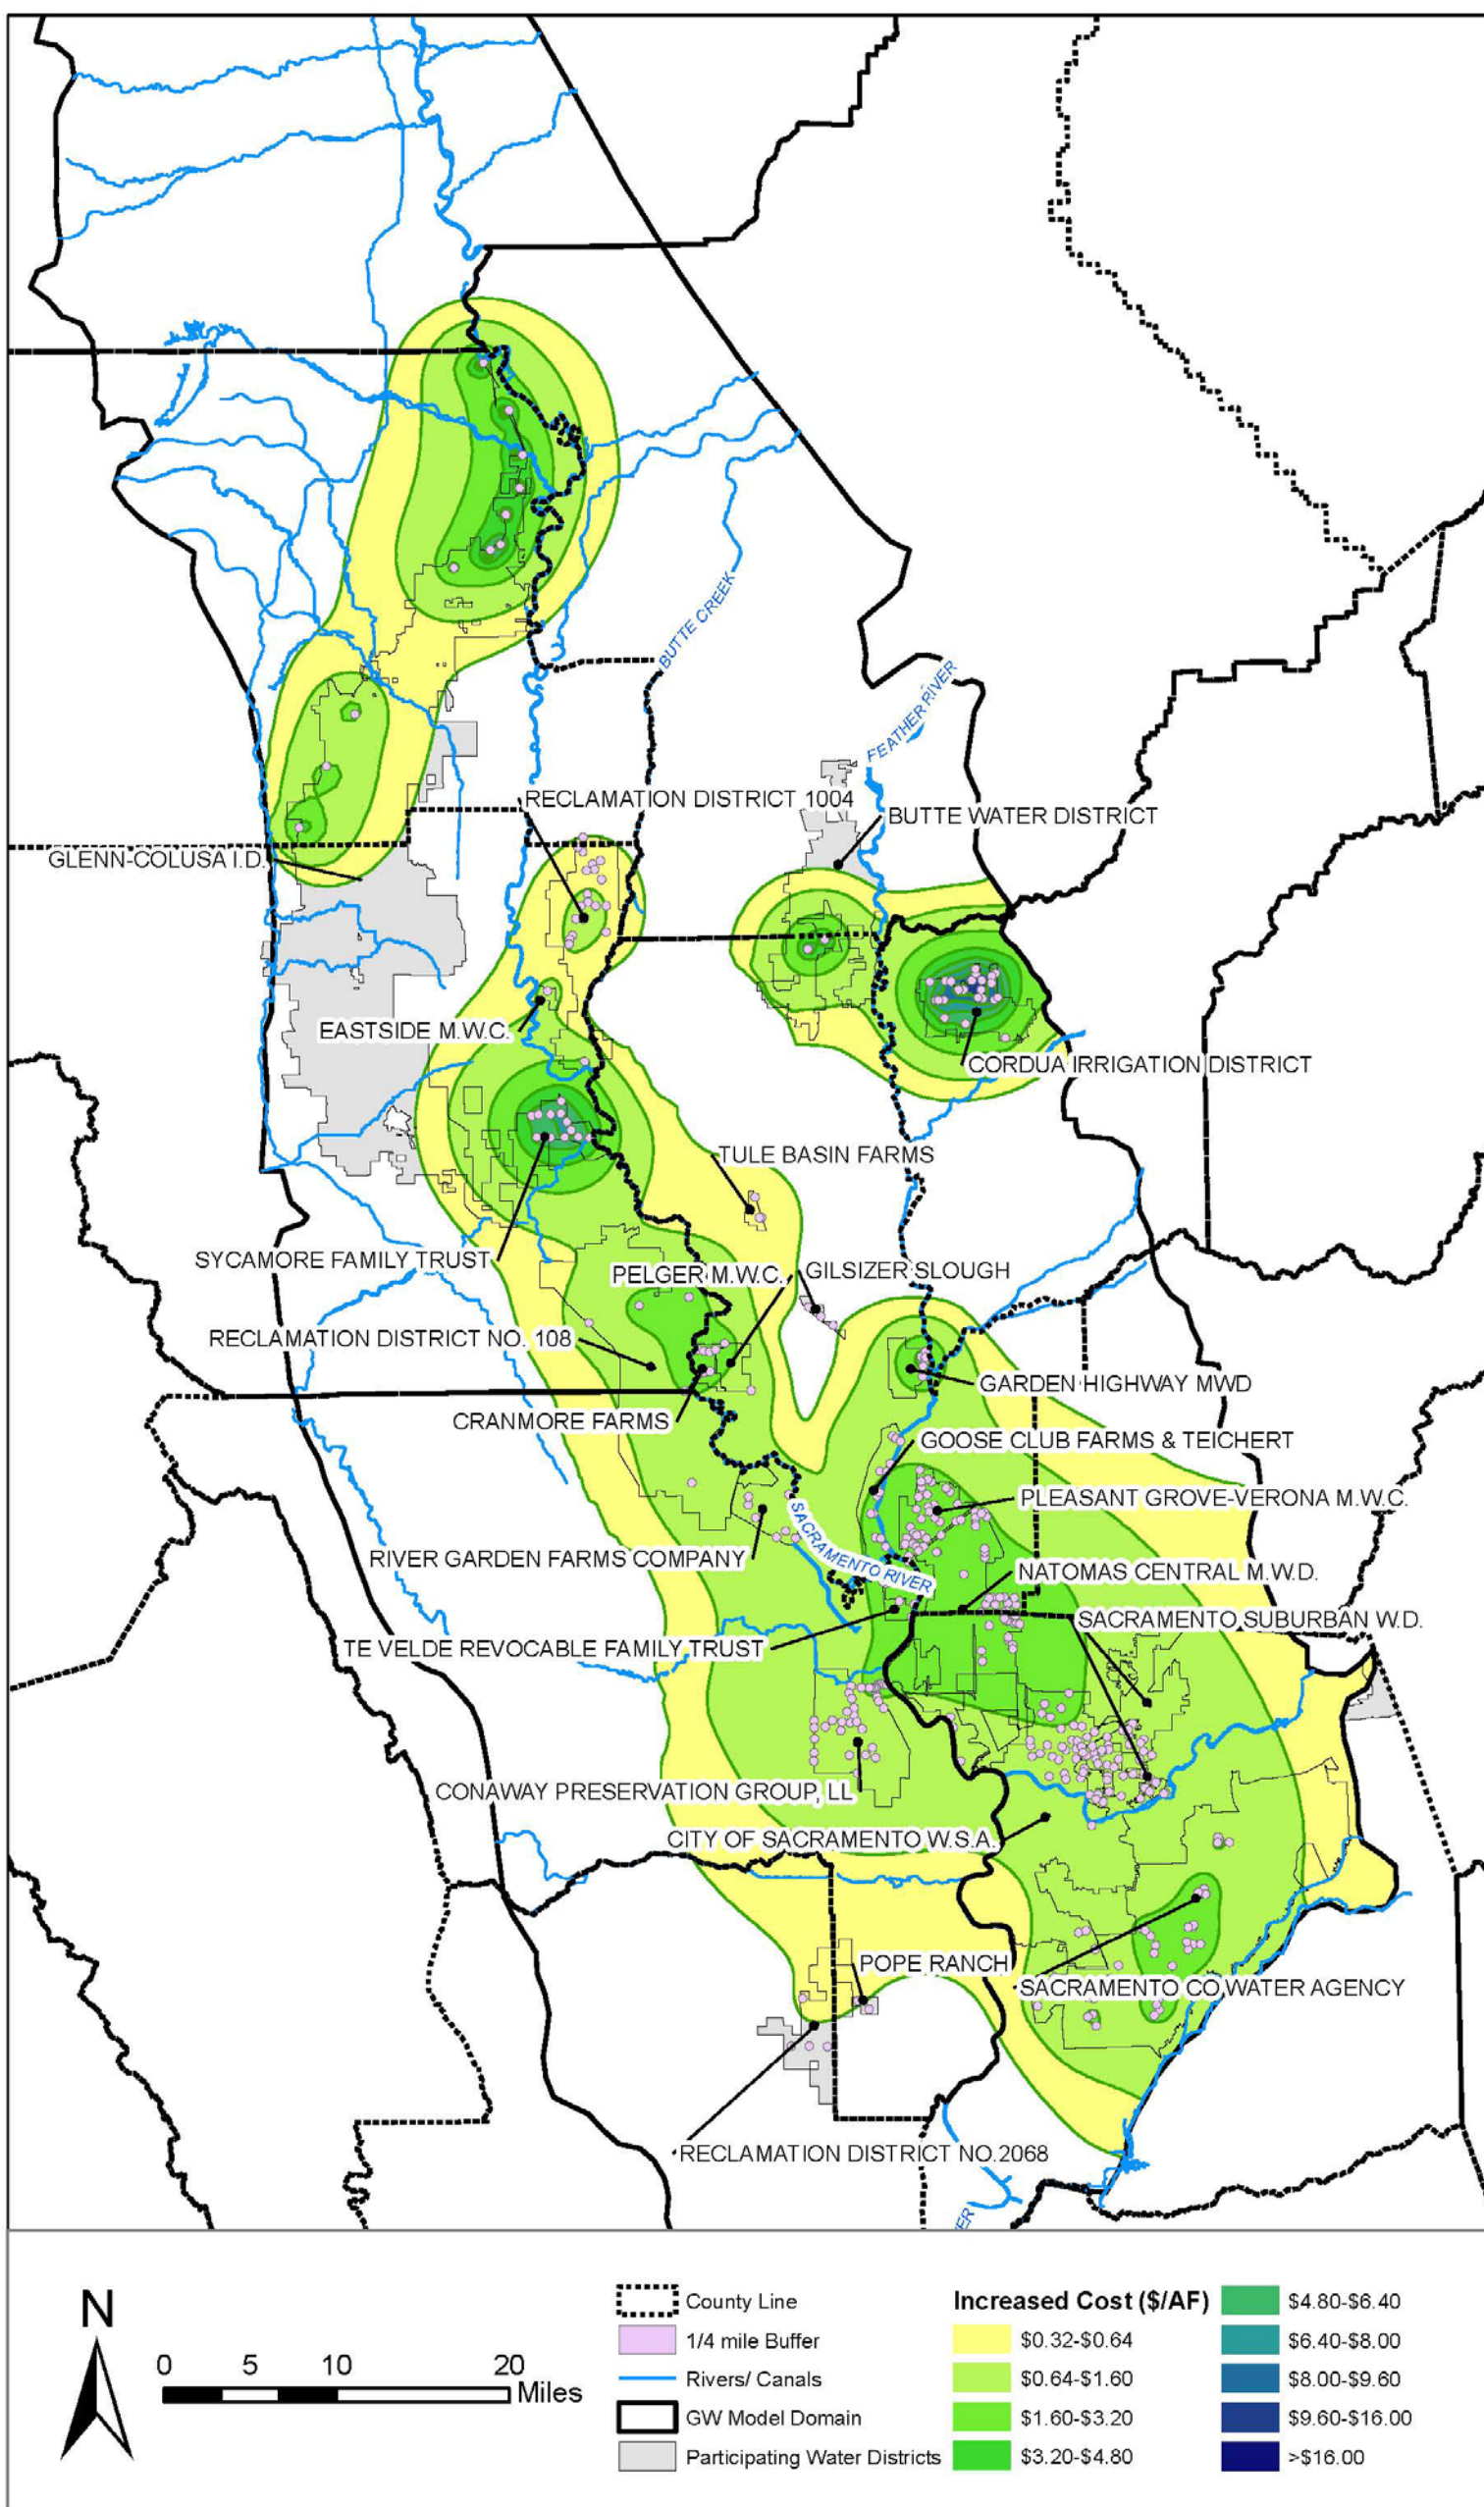 BUTTE CREEK
FEATHER RIVER
RECLAMATION DISTRICT 1004
BUTTE WATER DISTRICT
GLENN-COLUSA I.D.
EASTSIDE M.W.C.
CORDUA IRRIGATION DISTRICT
TULE BASIN FARMS
SYCAMORE FAMILY TRUST
PELGER M.W.C.
GILSIZER SLOUGH
RECLAMATION DISTRICT NO. 108
GARDEN HIGHWAY MWD
CRANMORE FARMS
GOOSE CLUB FARMS & TEICHERT
PLEASANT GROVE-VERONA M.W.C.
SACRAMENTO RIVER
RIVER GARDEN FARMS COMPANY
NATOMAS CENTRAL M.W.D.
SACRAMENTO SUBURBAN W.D.
TE VELDE REVOCABLE FAMILY TRUST
CONAWAY PRESERVATION GROUP, LL
CITY OF SACRAMENTO W.S.A.
POPE RANCH
SACRAMENTO CO WATER AGENCY
RECLAMATION DISTRICT NO.2068
ER
N
0 5 10 20
Miles
County Line
1/4 mile Buffer
Rivers/ Canals
GW Model Domain
Participating Water Districts
Increased Cost ($/AF)
$0.32-$0.64
$0.64-$1.60
$1.60-$3.20
$3.20-$4.80
$4.80-$6.40
$6.40-$8.00
$8.00-$9.60
$9.60-$16.00
>$16.00